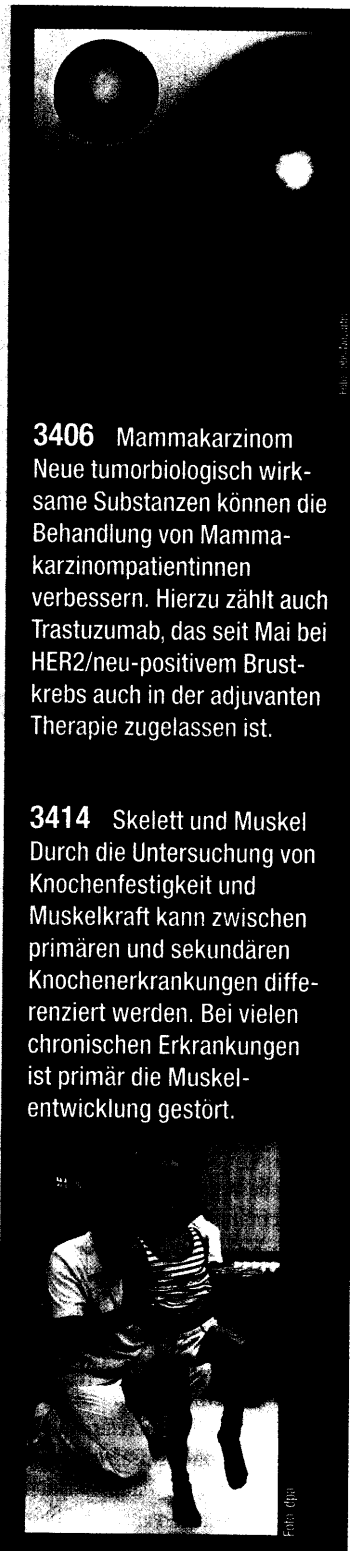 3406 Mammakarzinom
Neue tumorbiologisch wirk-
same Substanzen können die
Behandlung von Mamma-
karzinompatientinnen
verbessern. Hierzu zählt auch
Trastuzumab, das seit Mai bei
HER2/neu-positivem Brust-
krebs auch in der adjuvanten
Therapie zugelassen ist.
3414 Skelett und Muskel
Durch die Untersuchung von
Knochenfestigkeit und
Muskelkraft kann zwischen
primären und sekundären
Knochenerkrankungen diffe-
renziert werden. Bei vielen
chronischen Erkrankungen
ist primär die Muskel-
entwicklung gestört.
Foto: dpa